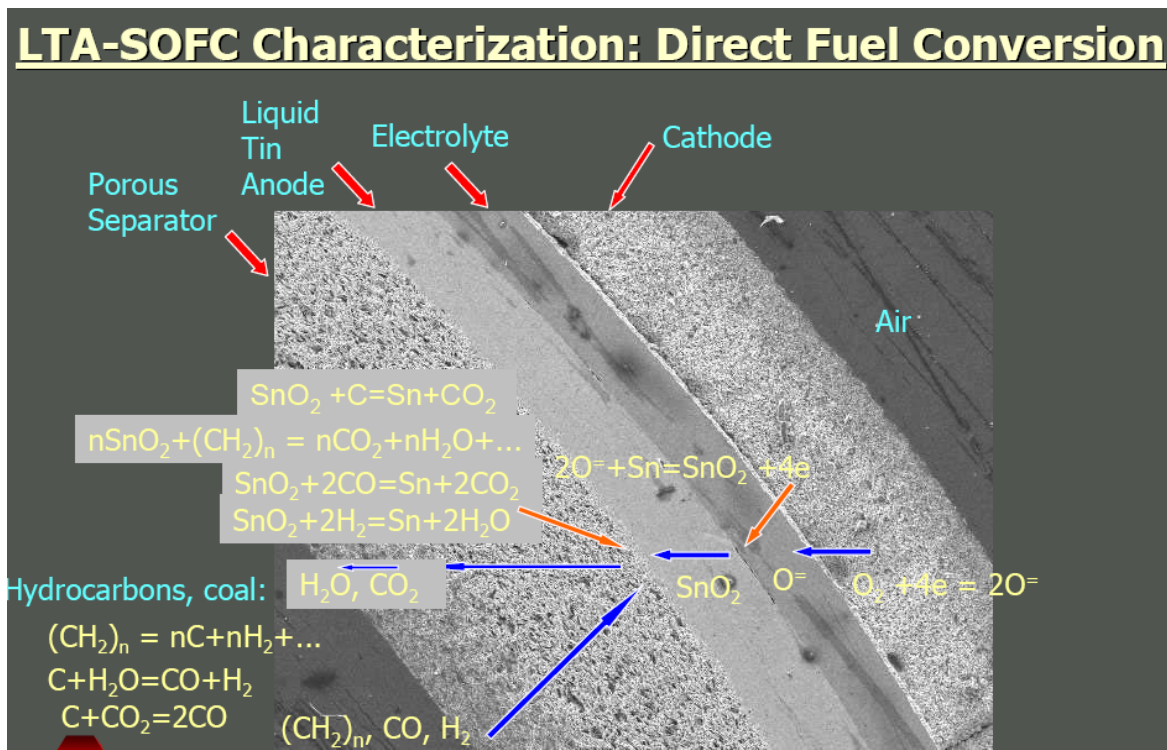 LTA-SOFC Characterization: Direct Fuel Conversion
Liquid
Tin
Anode
Electrolyte
Cathode
Porous
Separator
Air
SnO₂ +C=Sn+CO₂
nSnO₂+(CH₂)ₙ = nCO₂+nH₂O+...
2O⁼+Sn=SnO₂ +4e
SnO₂+2CO=Sn+2CO₂
SnO₂+2H₂=Sn+2H₂O
Hydrocarbons, coal:
H₂O, CO₂
SnO₂
O⁼
O₂ +4e = 2O⁼
(CH₂)ₙ = nC+nH₂+...
C+H₂O=CO+H₂
C+CO₂=2CO
(CH₂)ₙ, CO, H₂